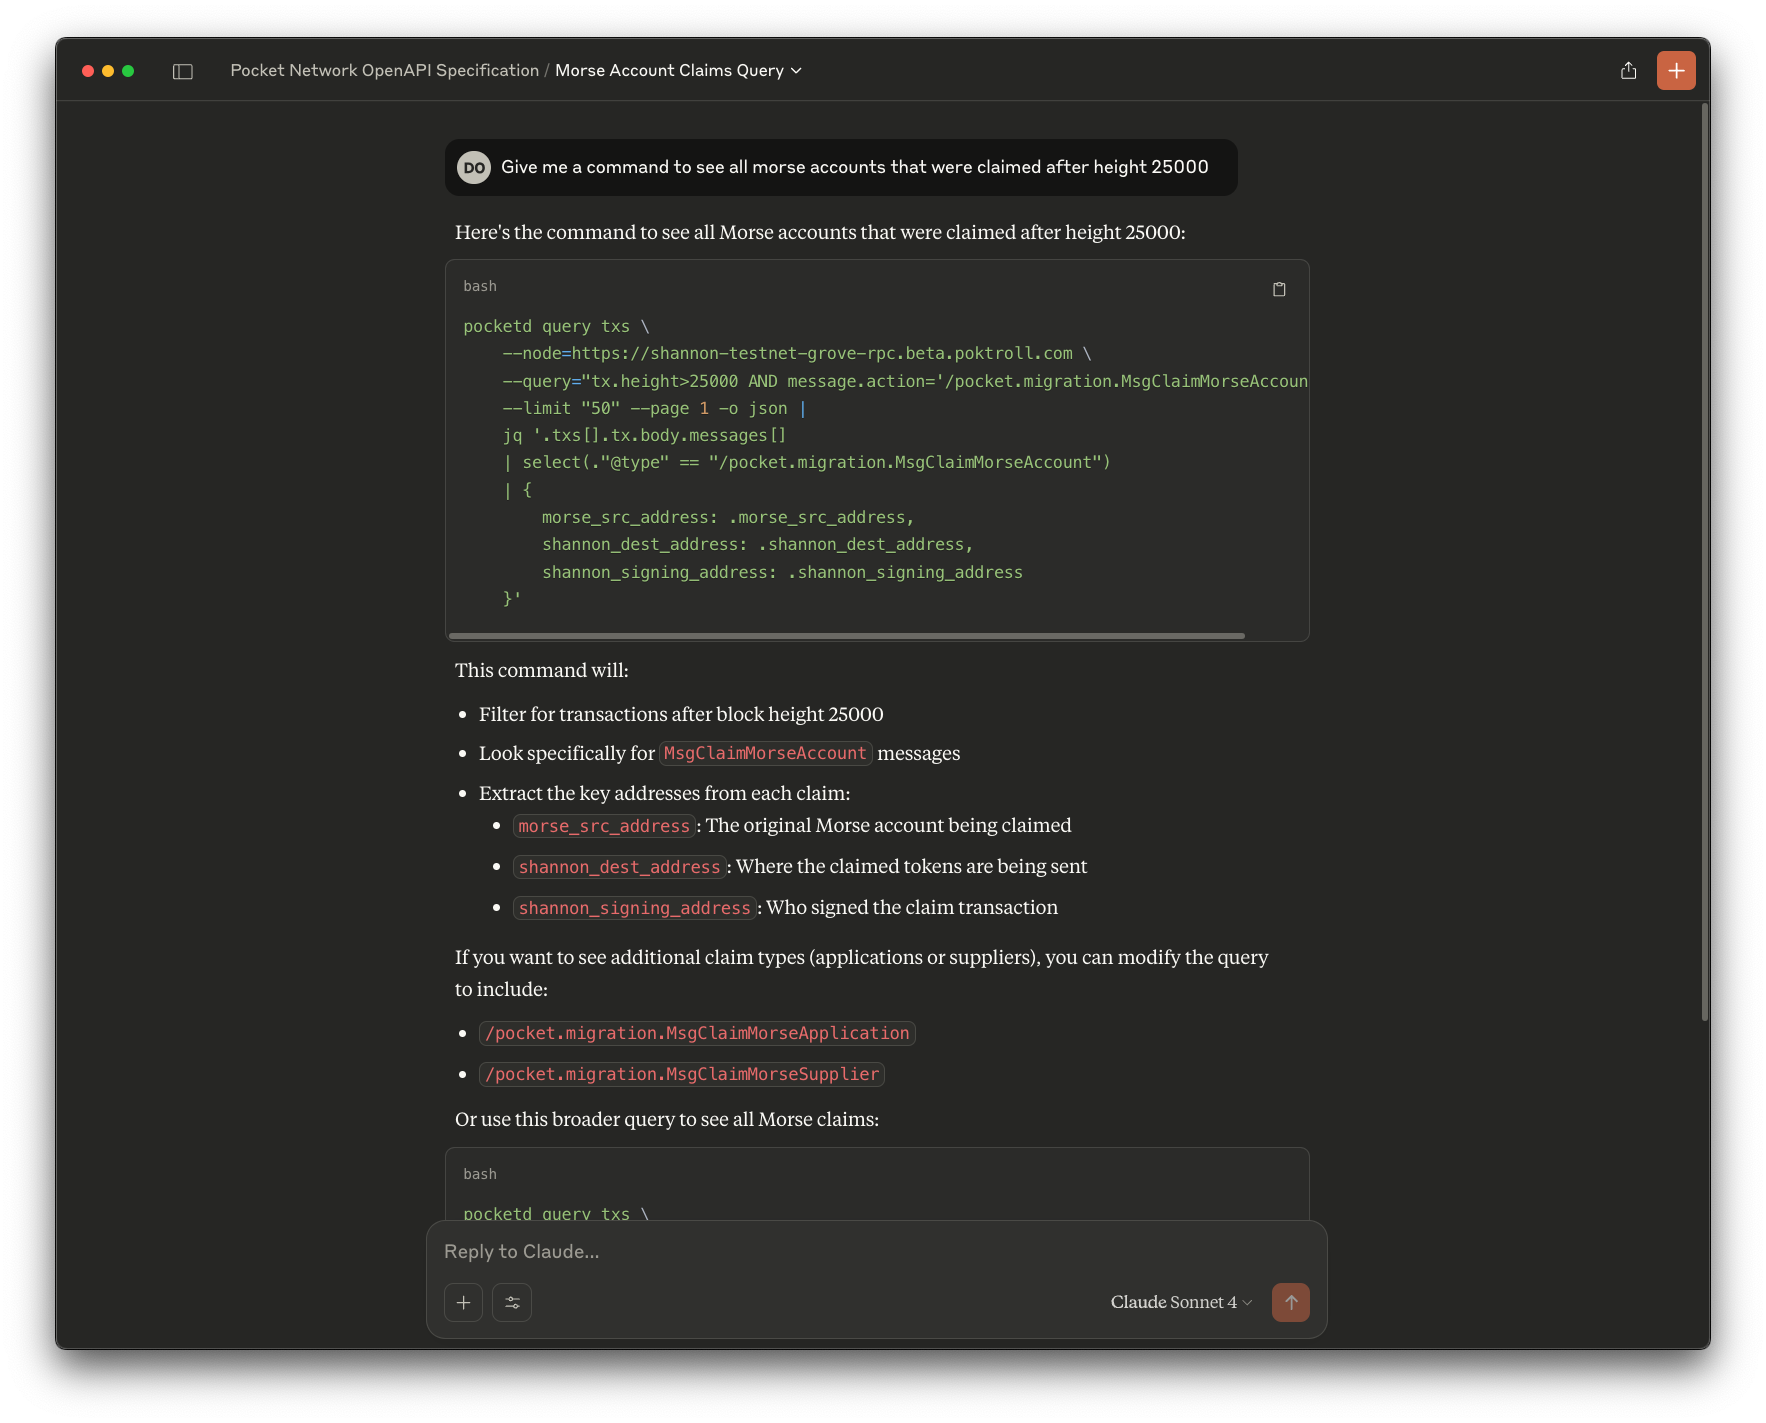 Pocket Network OpenAPI Specification / Morse Account Claims Query
DO Give me a command to see all morse accounts that were claimed after height 25000
Here's the command to see all Morse accounts that were claimed after height 25000:
bash
pocketd query txs \
    --node=https://shannon-testnet-grove-rpc.beta.poktroll.com \
    --query="tx.height>25000 AND message.action='/pocket.migration.MsgClaimMorseAccoun
    --limit "50" --page 1 -o json |
    jq '.txs[].tx.body.messages[]
    | select(."@type" == "/pocket.migration.MsgClaimMorseAccount")
    | {
        morse_src_address: .morse_src_address,
        shannon_dest_address: .shannon_dest_address,
        shannon_signing_address: .shannon_signing_address
    }'
This command will:
• Filter for transactions after block height 25000
• Look specifically for MsgClaimMorseAccount messages
• Extract the key addresses from each claim:
• morse_src_address: The original Morse account being claimed
• shannon_dest_address: Where the claimed tokens are being sent
• shannon_signing_address: Who signed the claim transaction
If you want to see additional claim types (applications or suppliers), you can modify the query
to include:
• /pocket.migration.MsgClaimMorseApplication
• /pocket.migration.MsgClaimMorseSupplier
Or use this broader query to see all Morse claims:
bash
pocketd query txs \
Reply to Claude...
Claude Sonnet 4